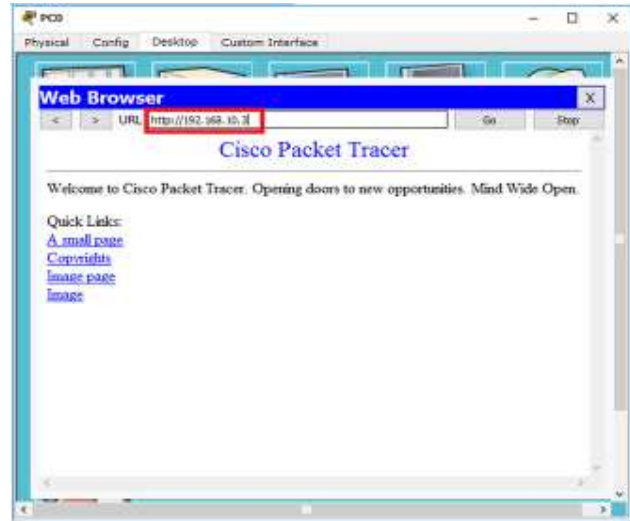 PC0
Physical Config Desktop Custom Interface
Web Browser X
< > URL http://192.168.10.3 Go Stop
Cisco Packet Tracer
Welcome to Cisco Packet Tracer. Opening doors to new opportunities. Mind Wide Open.
Quick Links:
A small page
Copyrights
Image page
Image